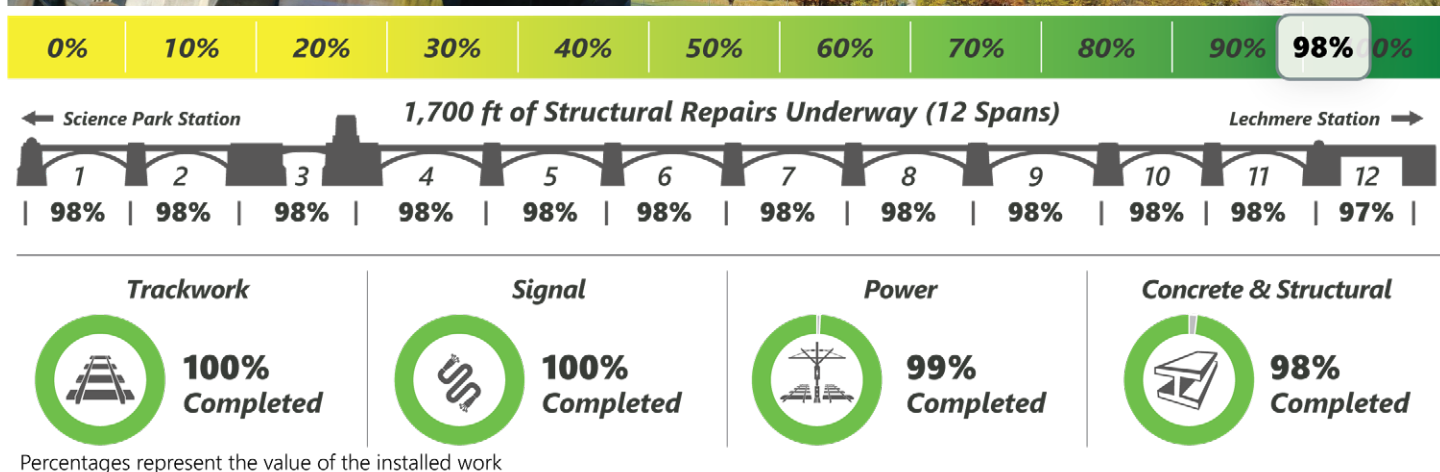 0% 10% 20% 30% 40% 50% 60% 70% 80% 90% 98% 0%
1,700 ft of Structural Repairs Underway (12 Spans)
Science Park Station
Lechmere Station
1 2 3 4 5 6 7 8 9 10 11 12
| 98% | 98% | 98% | 98% | 98% | 98% | 98% | 98% | 98% | 98% | 98% | 97% |
Trackwork
100%
Completed
Signal
100%
Completed
Power
99%
Completed
Concrete & Structural
98%
Completed
Percentages represent the value of the installed work